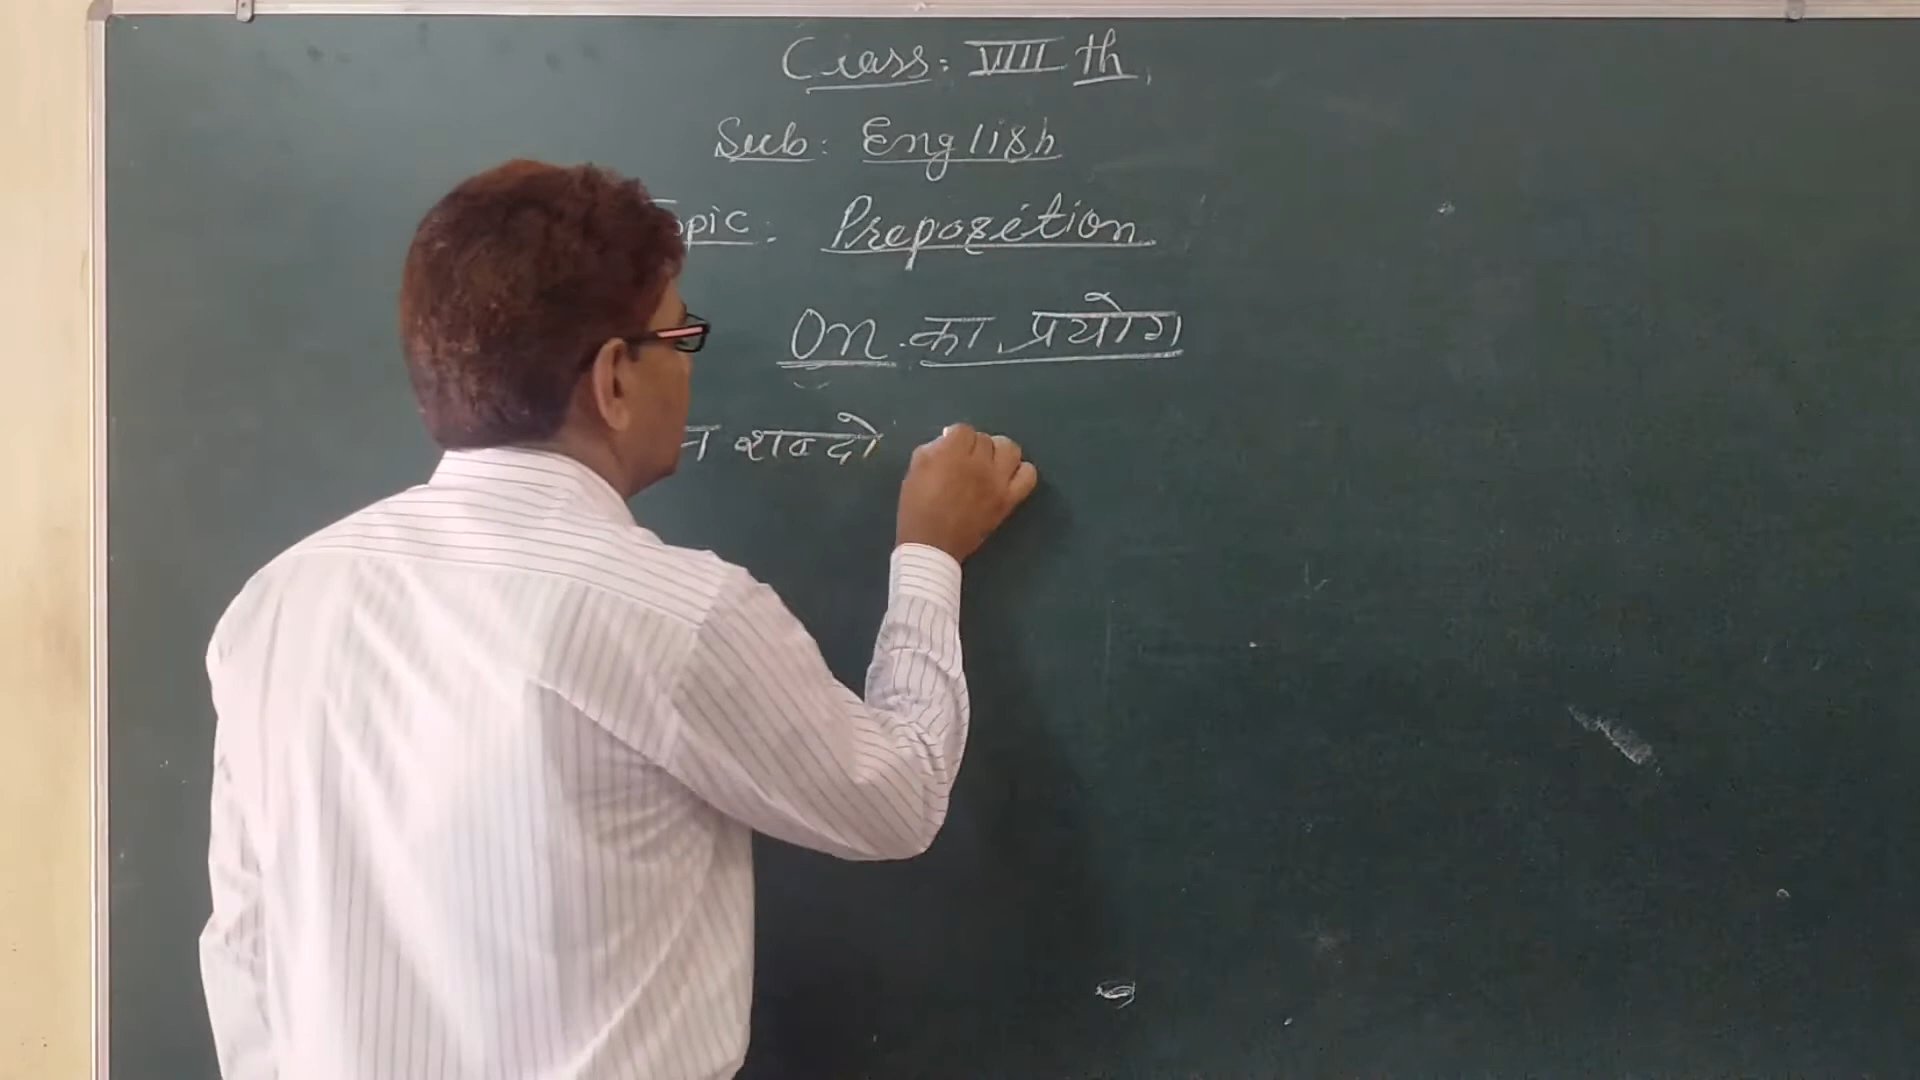 Class: VIII th
Sub: English
Topic: Preposition
On का प्रयोग
शब्दो